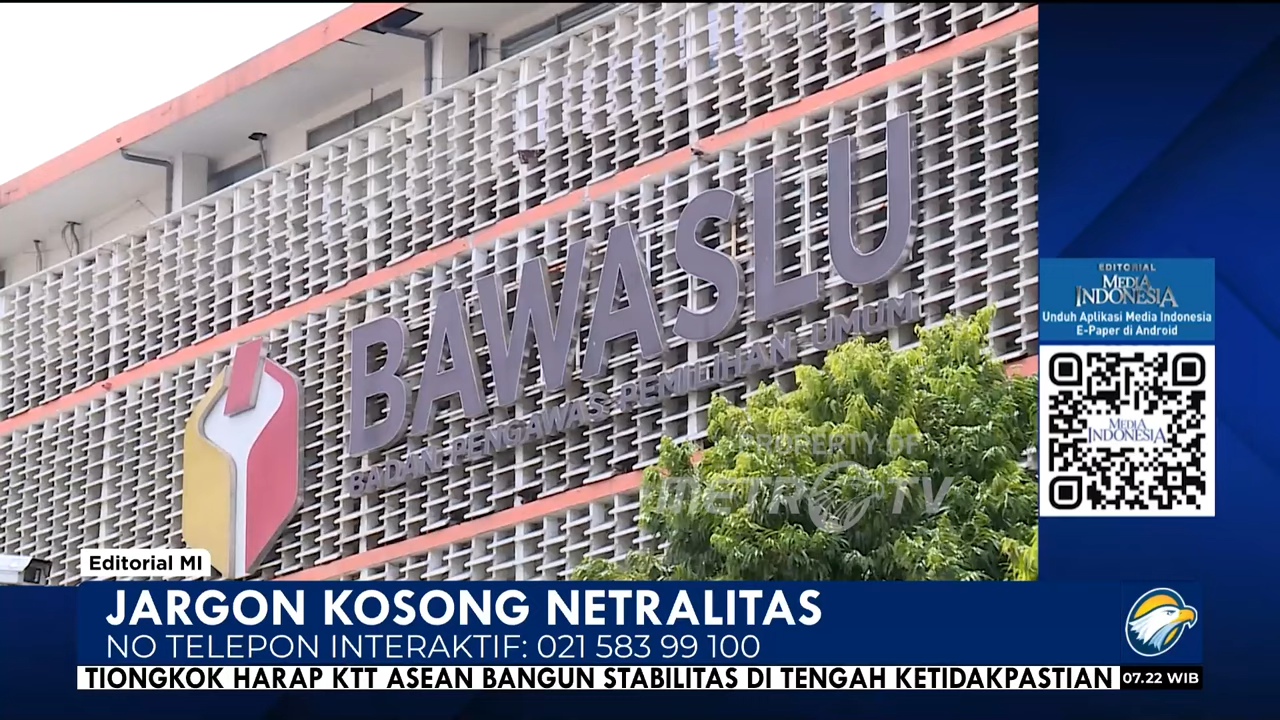 BAWASLU
BADAN PENGAWAS PEMILIHAN UMUM
PROPERTY OF
METRO TV
EDITORIAL
MEDIA
INDONESIA
Unduh Aplikasi Media Indonesia
E-Paper di Android
MEDIA
INDONESIA
Editorial MI
JARGON KOSONG NETRALITAS
NO TELEPON INTERAKTIF: 021 583 99 100
TIONGKOK HARAP KTT ASEAN BANGUN STABILITAS DI TENGAH KETIDAKPASTIAN
07.22 WIB